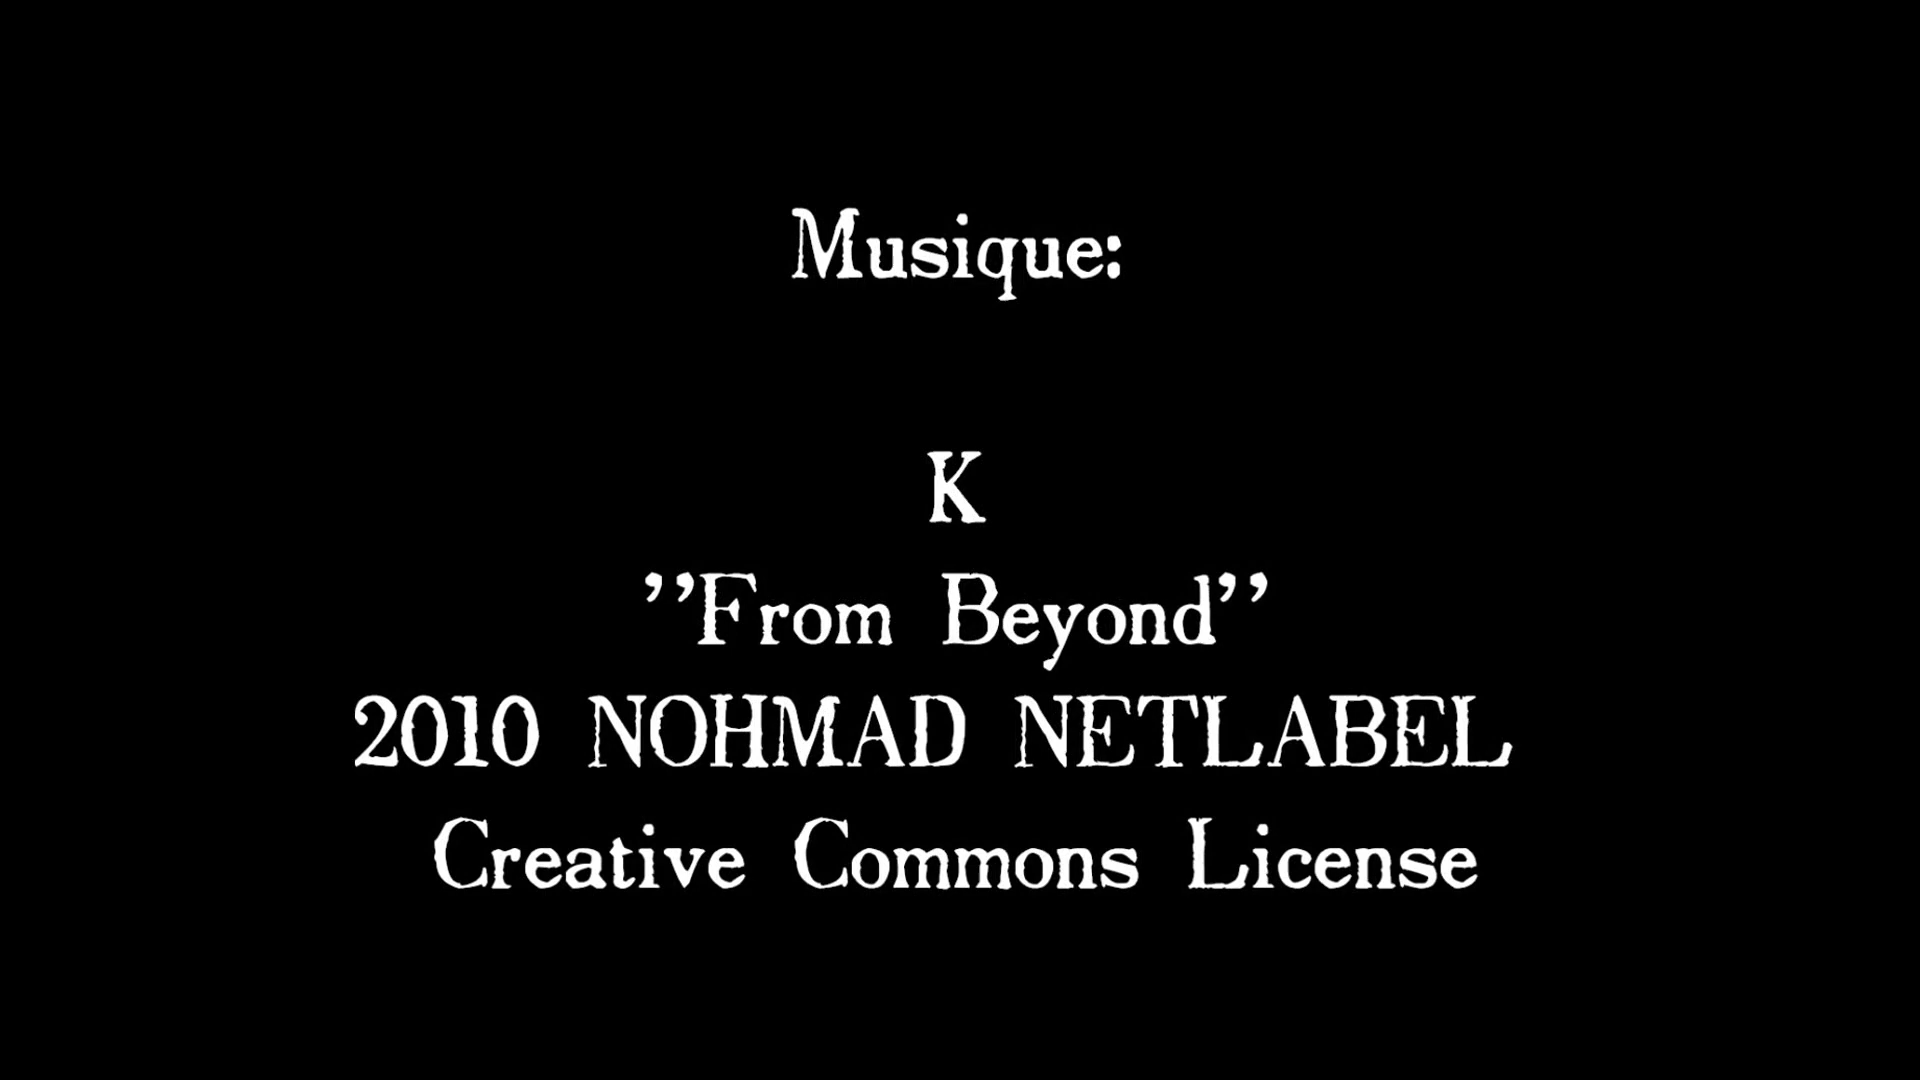 Musique:
K
"From Beyond"
2010 NOHMAD NETLABEL
Creative Commons License